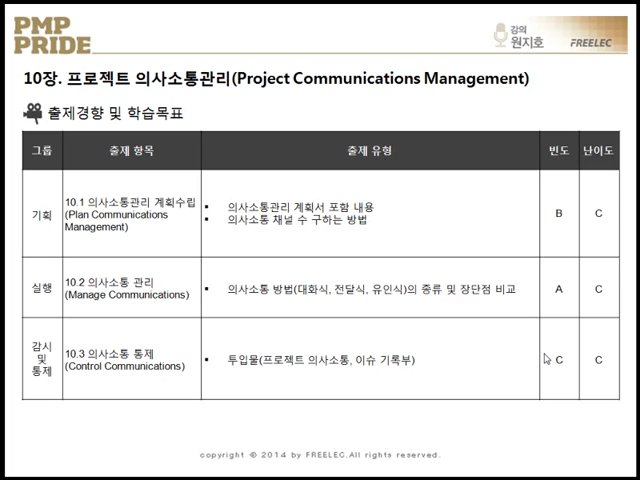 PMP
PRIDE
강의
원지호
FREELEC
10장. 프로젝트 의사소통관리(Project Communications Management)
출제경향 및 학습목표
그룹 출제 항목 출제 유형 빈도 난이도
기획
10.1 의사소통관리 계획수립
(Plan Communications
Management)
▪ 의사소통관리 계획서 포함 내용
▪ 의사소통 채널 수 구하는 방법
B C
실행
10.2 의사소통 관리
(Manage Communications)
▪ 의사소통 방법(대화식, 전달식, 유인식)의 종류 및 장단점 비교
A C
감시
및
통제
10.3 의사소통 통제
(Control Communications)
▪ 투입물(프로젝트 의사소통, 이슈 기록부)
C C
copyright © 2014 by FREELEC.All rights reserved.